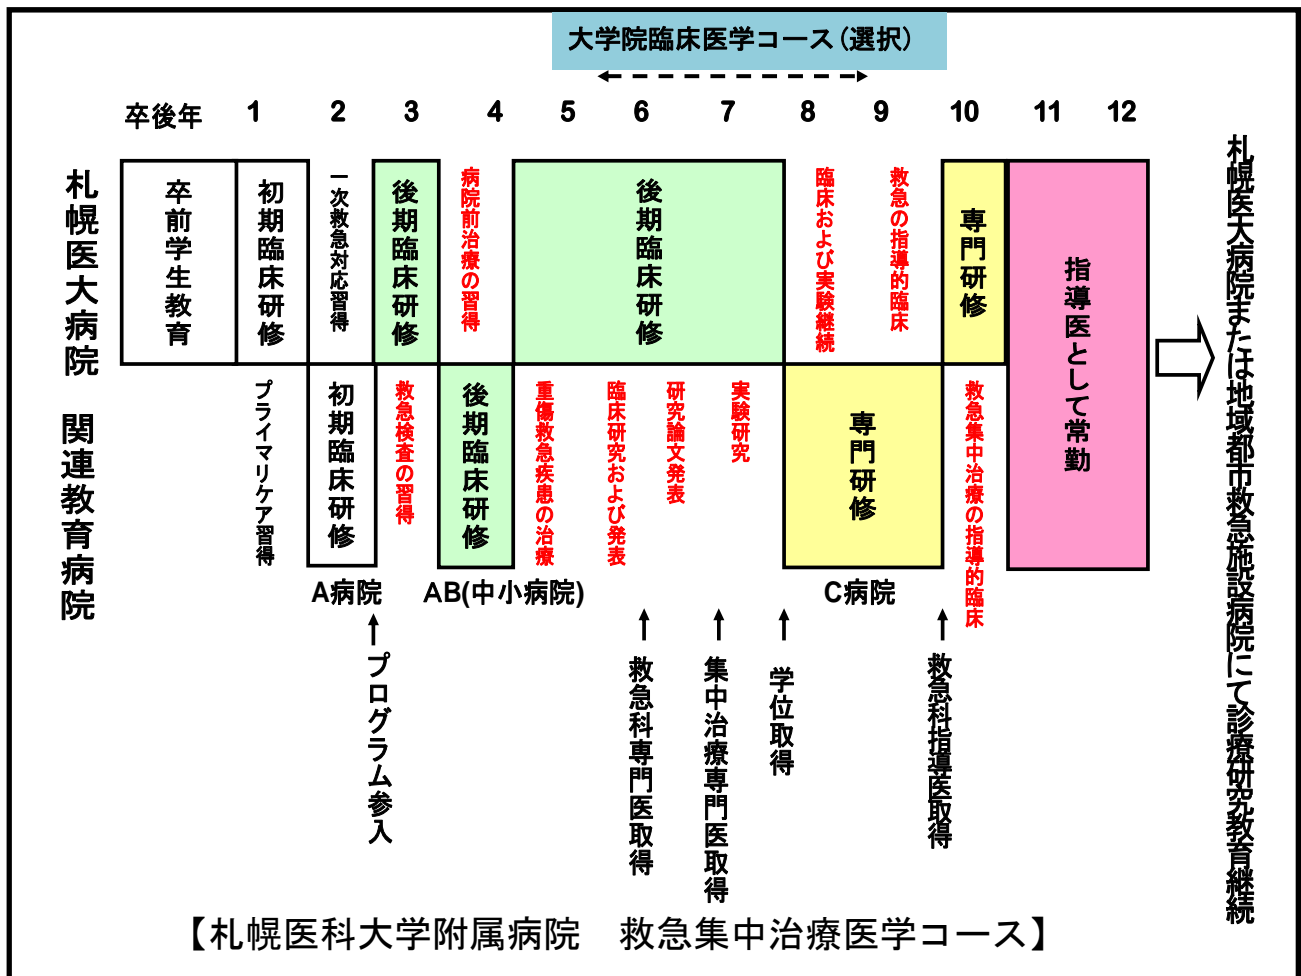 大学院臨床医学コース(選択)
卒後年 1 2 3 4 5 6 7 8 9 10 11 12
札幌医大病院
関連教育病院
卒前学生教育
初期臨床研修
一次救急対応習得
後期臨床研修
病院前治療の習得
後期臨床研修
臨床および実験継続
救急の指導的臨床
専門研修
指導医として常勤
プライマリケア習得
初期臨床研修
救急検査の習得
後期臨床研修
重傷救急疾患の治療
臨床研究および発表
研究論文発表
実験研究
専門研修
救急集中治療の指導的臨床
A病院
AB(中小病院)
C病院
プログラム参入
救急科専門医取得
集中治療専門医取得
学位取得
救急科指導医取得
札幌医大病院または地域都市救急施設病院にて診療研究教育継続
【札幌医科大学附属病院　救急集中治療医学コース】